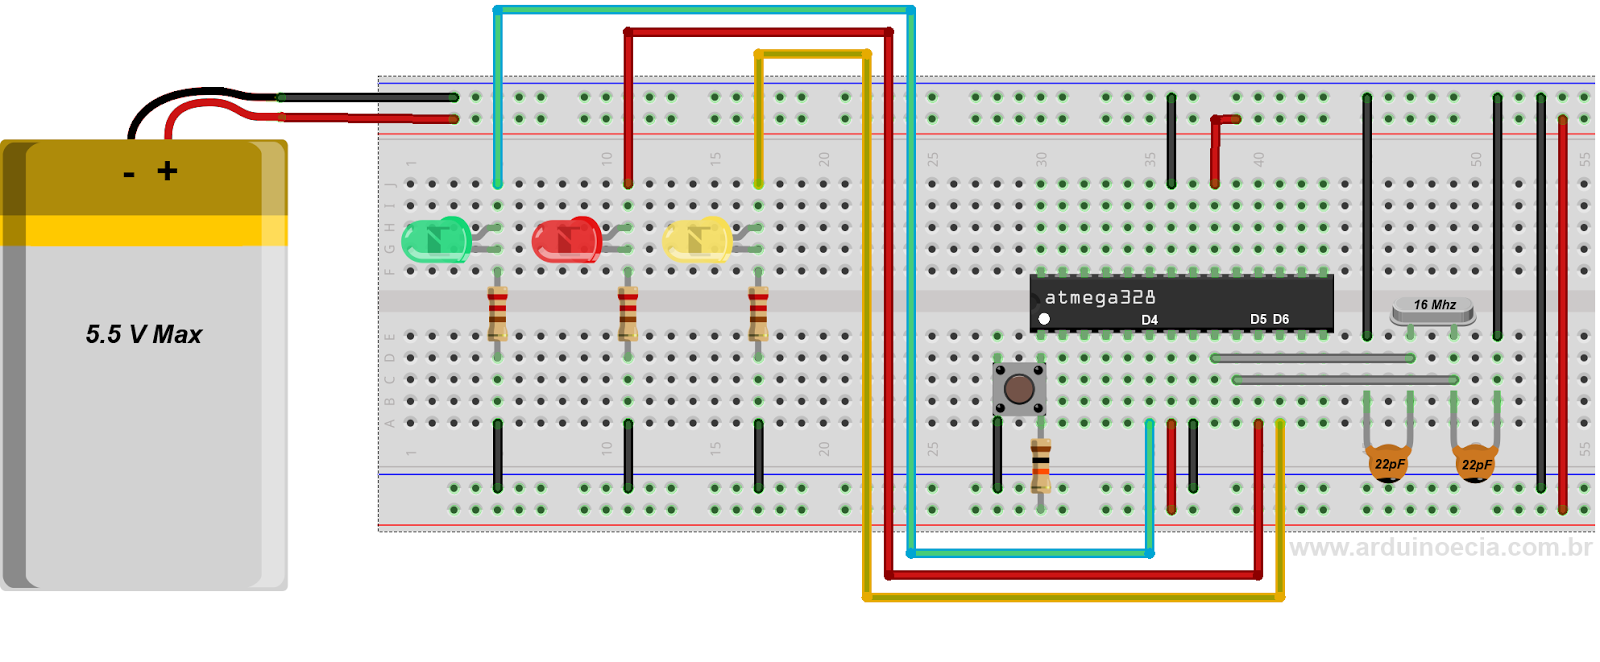 - +
5.5 V Max
1 10 15 20 25 30 35 40 50 55
J
I
H
G
F
atmega328
D4 D5 D6
16 Mhz
E
D
C
B
A
1 10 15 20 25 55
22pF 22pF
www.arduinoecia.com.br